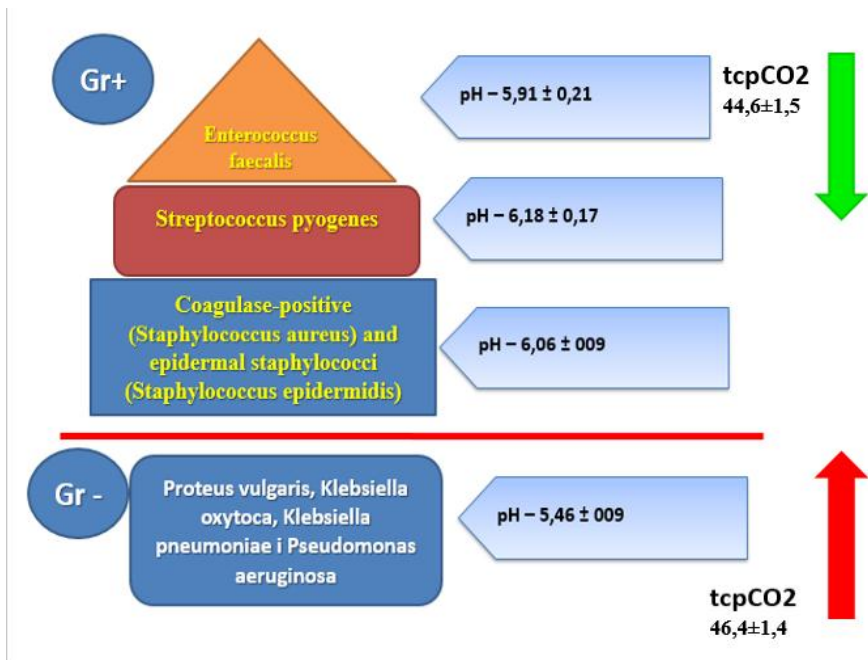 Gr+
Enterococcus
faecalis
pH – 5,91 ± 0,21
tcpCO2
44,6±1,5
Streptococcus pyogenes
pH – 6,18 ± 0,17
Coagulase-positive
(Staphylococcus aureus) and
epidermal staphylococci
(Staphylococcus epidermidis)
pH – 6,06 ± 009
Gr -
Proteus vulgaris, Klebsiella
oxytoca, Klebsiella
pneumoniae i Pseudomonas
aeruginosa
pH – 5,46 ± 009
tcpCO2
46,4±1,4